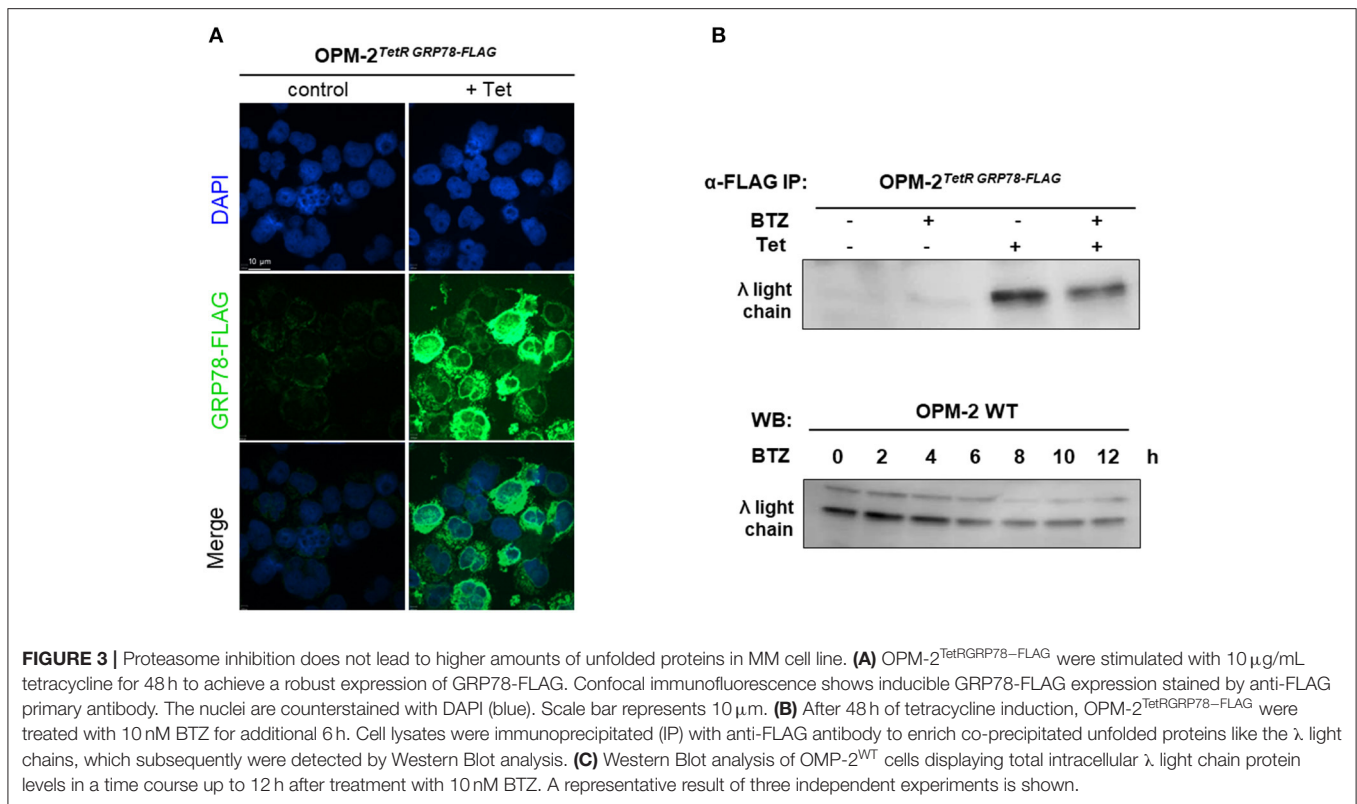 A
OPM-2TetR GRP78-FLAG
control + Tet
DAPI
10 µm
GRP78-FLAG
Merge
B
α-FLAG IP: OPM-2TetR GRP78-FLAG
BTZ - + - +
Tet - - + +
λ light
chain
WB: OPM-2 WT
BTZ 0 2 4 6 8 10 12 h
λ light
chain
FIGURE 3 | Proteasome inhibition does not lead to higher amounts of unfolded proteins in MM cell line. (A) OPM-2TetRGRP78–FLAG were stimulated with 10 µg/mL
tetracycline for 48 h to achieve a robust expression of GRP78-FLAG. Confocal immunofluorescence shows inducible GRP78-FLAG expression stained by anti-FLAG
primary antibody. The nuclei are counterstained with DAPI (blue). Scale bar represents 10 µm. (B) After 48 h of tetracycline induction, OPM-2TetRGRP78–FLAG were
treated with 10 nM BTZ for additional 6 h. Cell lysates were immunoprecipitated (IP) with anti-FLAG antibody to enrich co-precipitated unfolded proteins like the λ light
chains, which subsequently were detected by Western Blot analysis. (C) Western Blot analysis of OMP-2WT cells displaying total intracellular λ light chain protein
levels in a time course up to 12 h after treatment with 10 nM BTZ. A representative result of three independent experiments is shown.